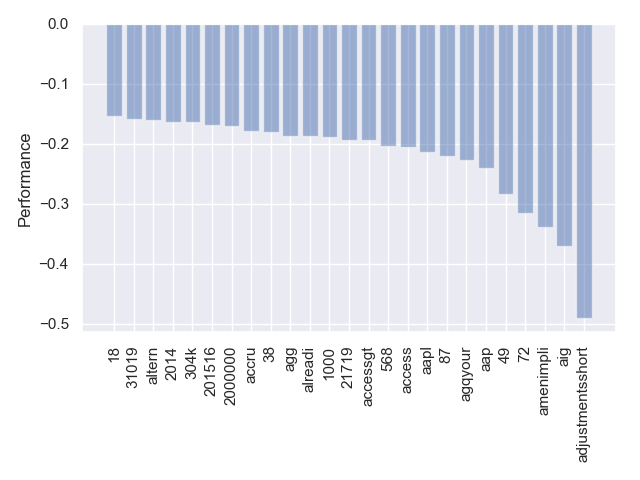 0.0
−0.1
−0.2
−0.3
−0.4
−0.5
Performance
18
31019
altern
2014
304k
201516
2000000
accru
38
agg
alreadi
1000
21719
accessgt
568
access
aapl
87
agqyour
aap
49
72
amenimpli
aig
adjustmentsshort